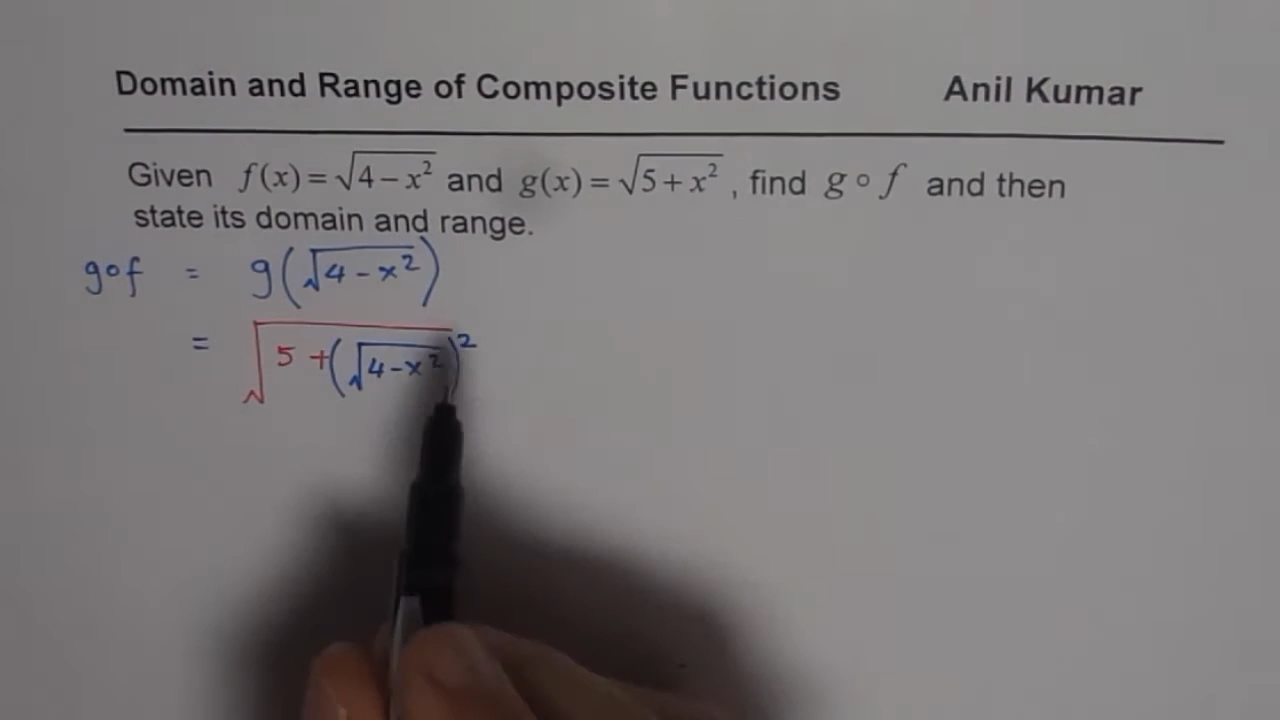 Domain and Range of Composite Functions Anil Kumar
Given f(x) = √(4 − x²) and g(x) = √(5 + x²), find g ∘ f and then
state its domain and range.
g∘f = g(√(4 − x²))
= √(5 + (√(4 − x²))²)